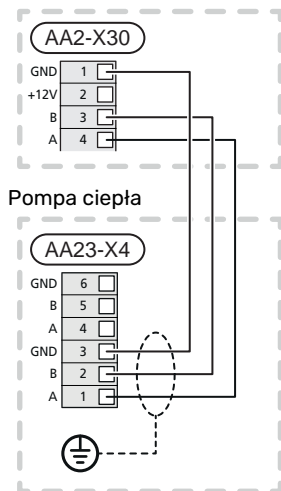 AA2-X30
GND 1
+12V 2
B 3
A 4
Pompa ciepła
AA23-X4
GND 6
B 5
A 4
GND 3
B 2
A 1